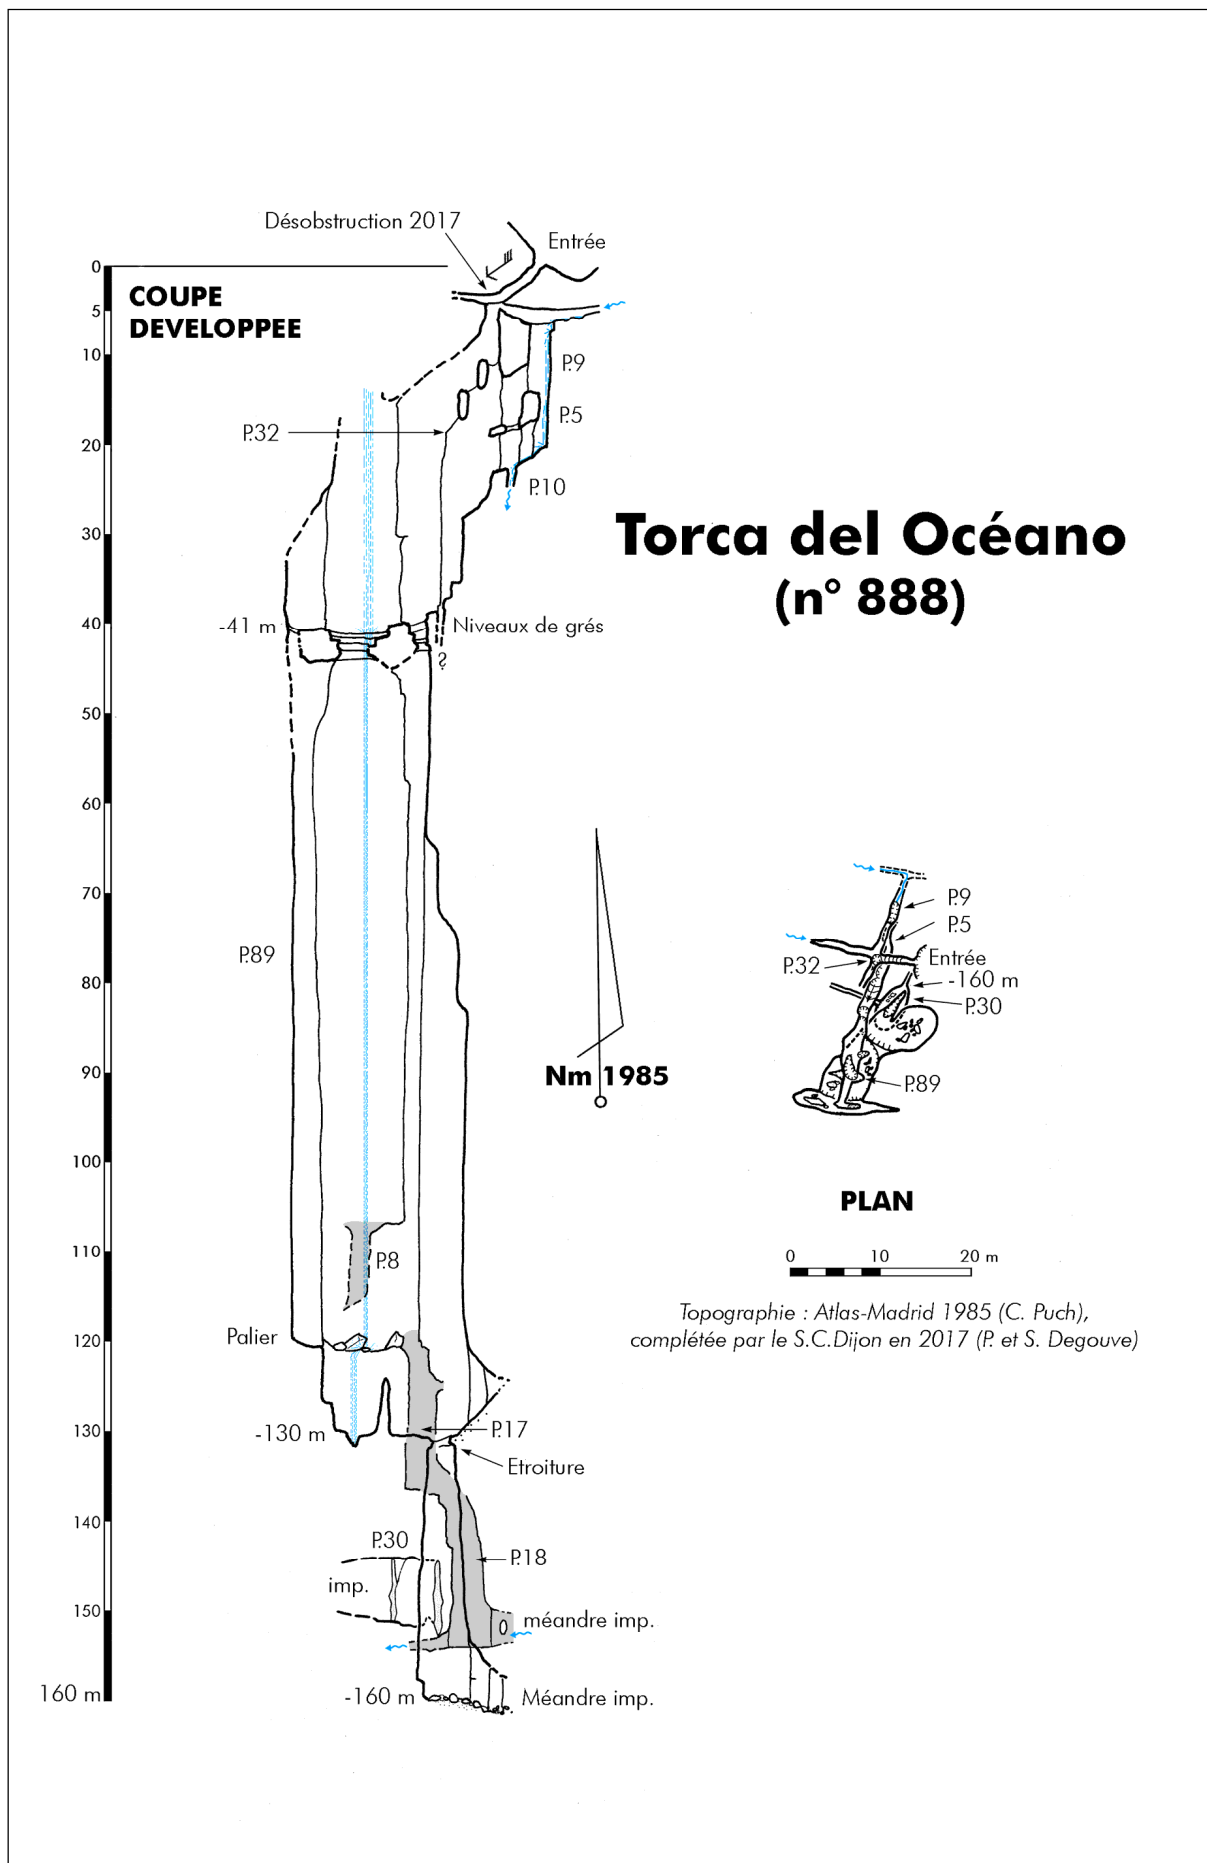 Désobstruction 2017
Entrée
0
COUPE
DEVELOPPEE
5
10
P.9
P.5
P.32
20
P.10
Torca del Océano
(n° 888)
30
40
-41 m
Niveaux de grés
?
50
60
70
P.89
80
90
100
110
P.8
Palier
120
-130 m
130
P.17
Etroiture
140
P.30
P.18
imp.
150
méandre imp.
160 m
-160 m
Méandre imp.
Nm 1985
P.9
P.5
Entrée
P.32
-160 m
P.30
P.89
PLAN
0 10 20 m
Topographie : Atlas-Madrid 1985 (C. Puch),
complétée par le S.C.Dijon en 2017 (P. et S. Degouve)